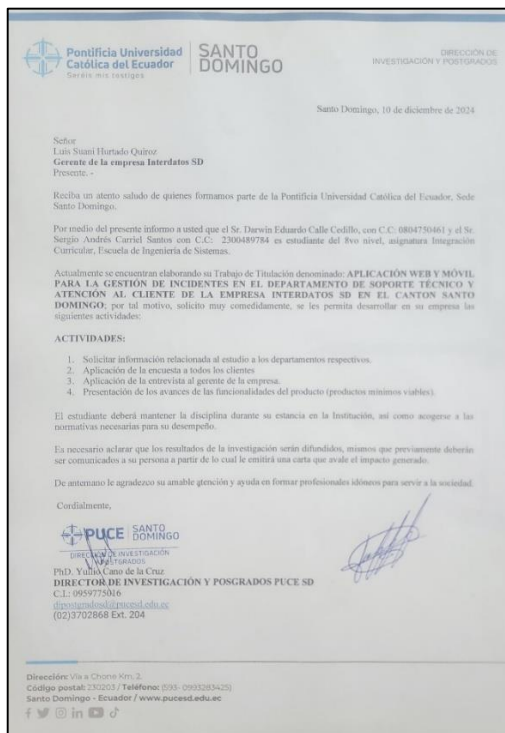 Pontificia Universidad
Católica del Ecuador
Seréis mis testigos
SANTO
DOMINGO
DIRECCIÓN DE
INVESTIGACIÓN Y POSTGRADOS
Santo Domingo, 10 de diciembre de 2024
Señor
Luis Suani Hurtado Quiroz
Gerente de la empresa Interdatos SD
Presente. -
Reciba un atento saludo de quienes formamos parte de la Pontificia Universidad Católica del Ecuador, Sede
Santo Domingo.
Por medio del presente informo a usted que el Sr. Darwin Eduardo Calle Cedillo, con C.C: 0804750461 y el Sr.
Sergio Andrés Curriel Santos con C.C: 2300489784 es estudiante del 8vo nivel, asignatura Integración
Curricular, Escuela de Ingeniería de Sistemas.
Actualmente se encuentran elaborando su Trabajo de Titulación denominado: APLICACIÓN WEB Y MÓVIL
PARA LA GESTIÓN DE INCIDENTES EN EL DEPARTAMENTO DE SOPORTE TÉCNICO Y
ATENCIÓN AL CLIENTE DE LA EMPRESA INTERDATOS SD EN EL CANTON SANTO
DOMINGO; por tal motivo, solicito muy comedidamente, se les permita desarrollar en su empresa las
siguientes actividades:
ACTIVIDADES:
1. Solicitar información relacionada al estudio a los departamentos respectivos.
2. Aplicación de la encuesta a todos los clientes
3. Aplicación de la entrevista al gerente de la empresa.
4. Presentación de los avances de las funcionalidades del producto (productos mínimos viables).
El estudiante deberá mantener la disciplina durante su estancia en la Institución, así como acogerse a las
normativas necesarias para su desempeño.
Es necesario aclarar que los resultados de la investigación serán difundidos, mismos que previamente deberán
ser comunicados a su persona a partir de lo cual le emitirá una carta que avale el impacto generado.
De antemano le agradezco su amable atención y ayuda en formar profesionales idóneos para servir a la sociedad.
Cordialmente,
PUCE SANTO
DOMINGO
DIRECCIÓN DE INVESTIGACIÓN
Y POSTGRADOS
PhD. Yullio Cano de la Cruz
DIRECTOR DE INVESTIGACIÓN Y POSGRADOS PUCE SD
C.I.: 0959775016
dipostgradosd@pucesd.edu.ec
(02)3702868 Ext. 204
Dirección: Vía a Chone Km. 2.
Código postal: 230203 / Teléfono: (593- 0993283425)
Santo Domingo - Ecuador / www.pucesd.edu.ec